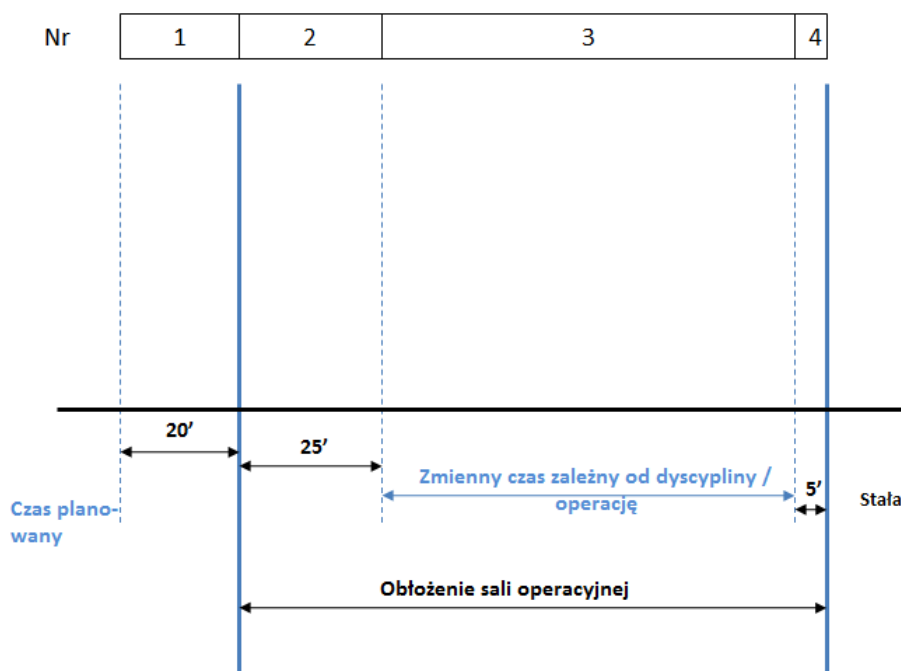 Nr 1 2 3 4
20’
25’
Zmienny czas zależny od dyscypliny /
operację
5’
Czas plano-
wany
Stała
Obłożenie sali operacyjnej